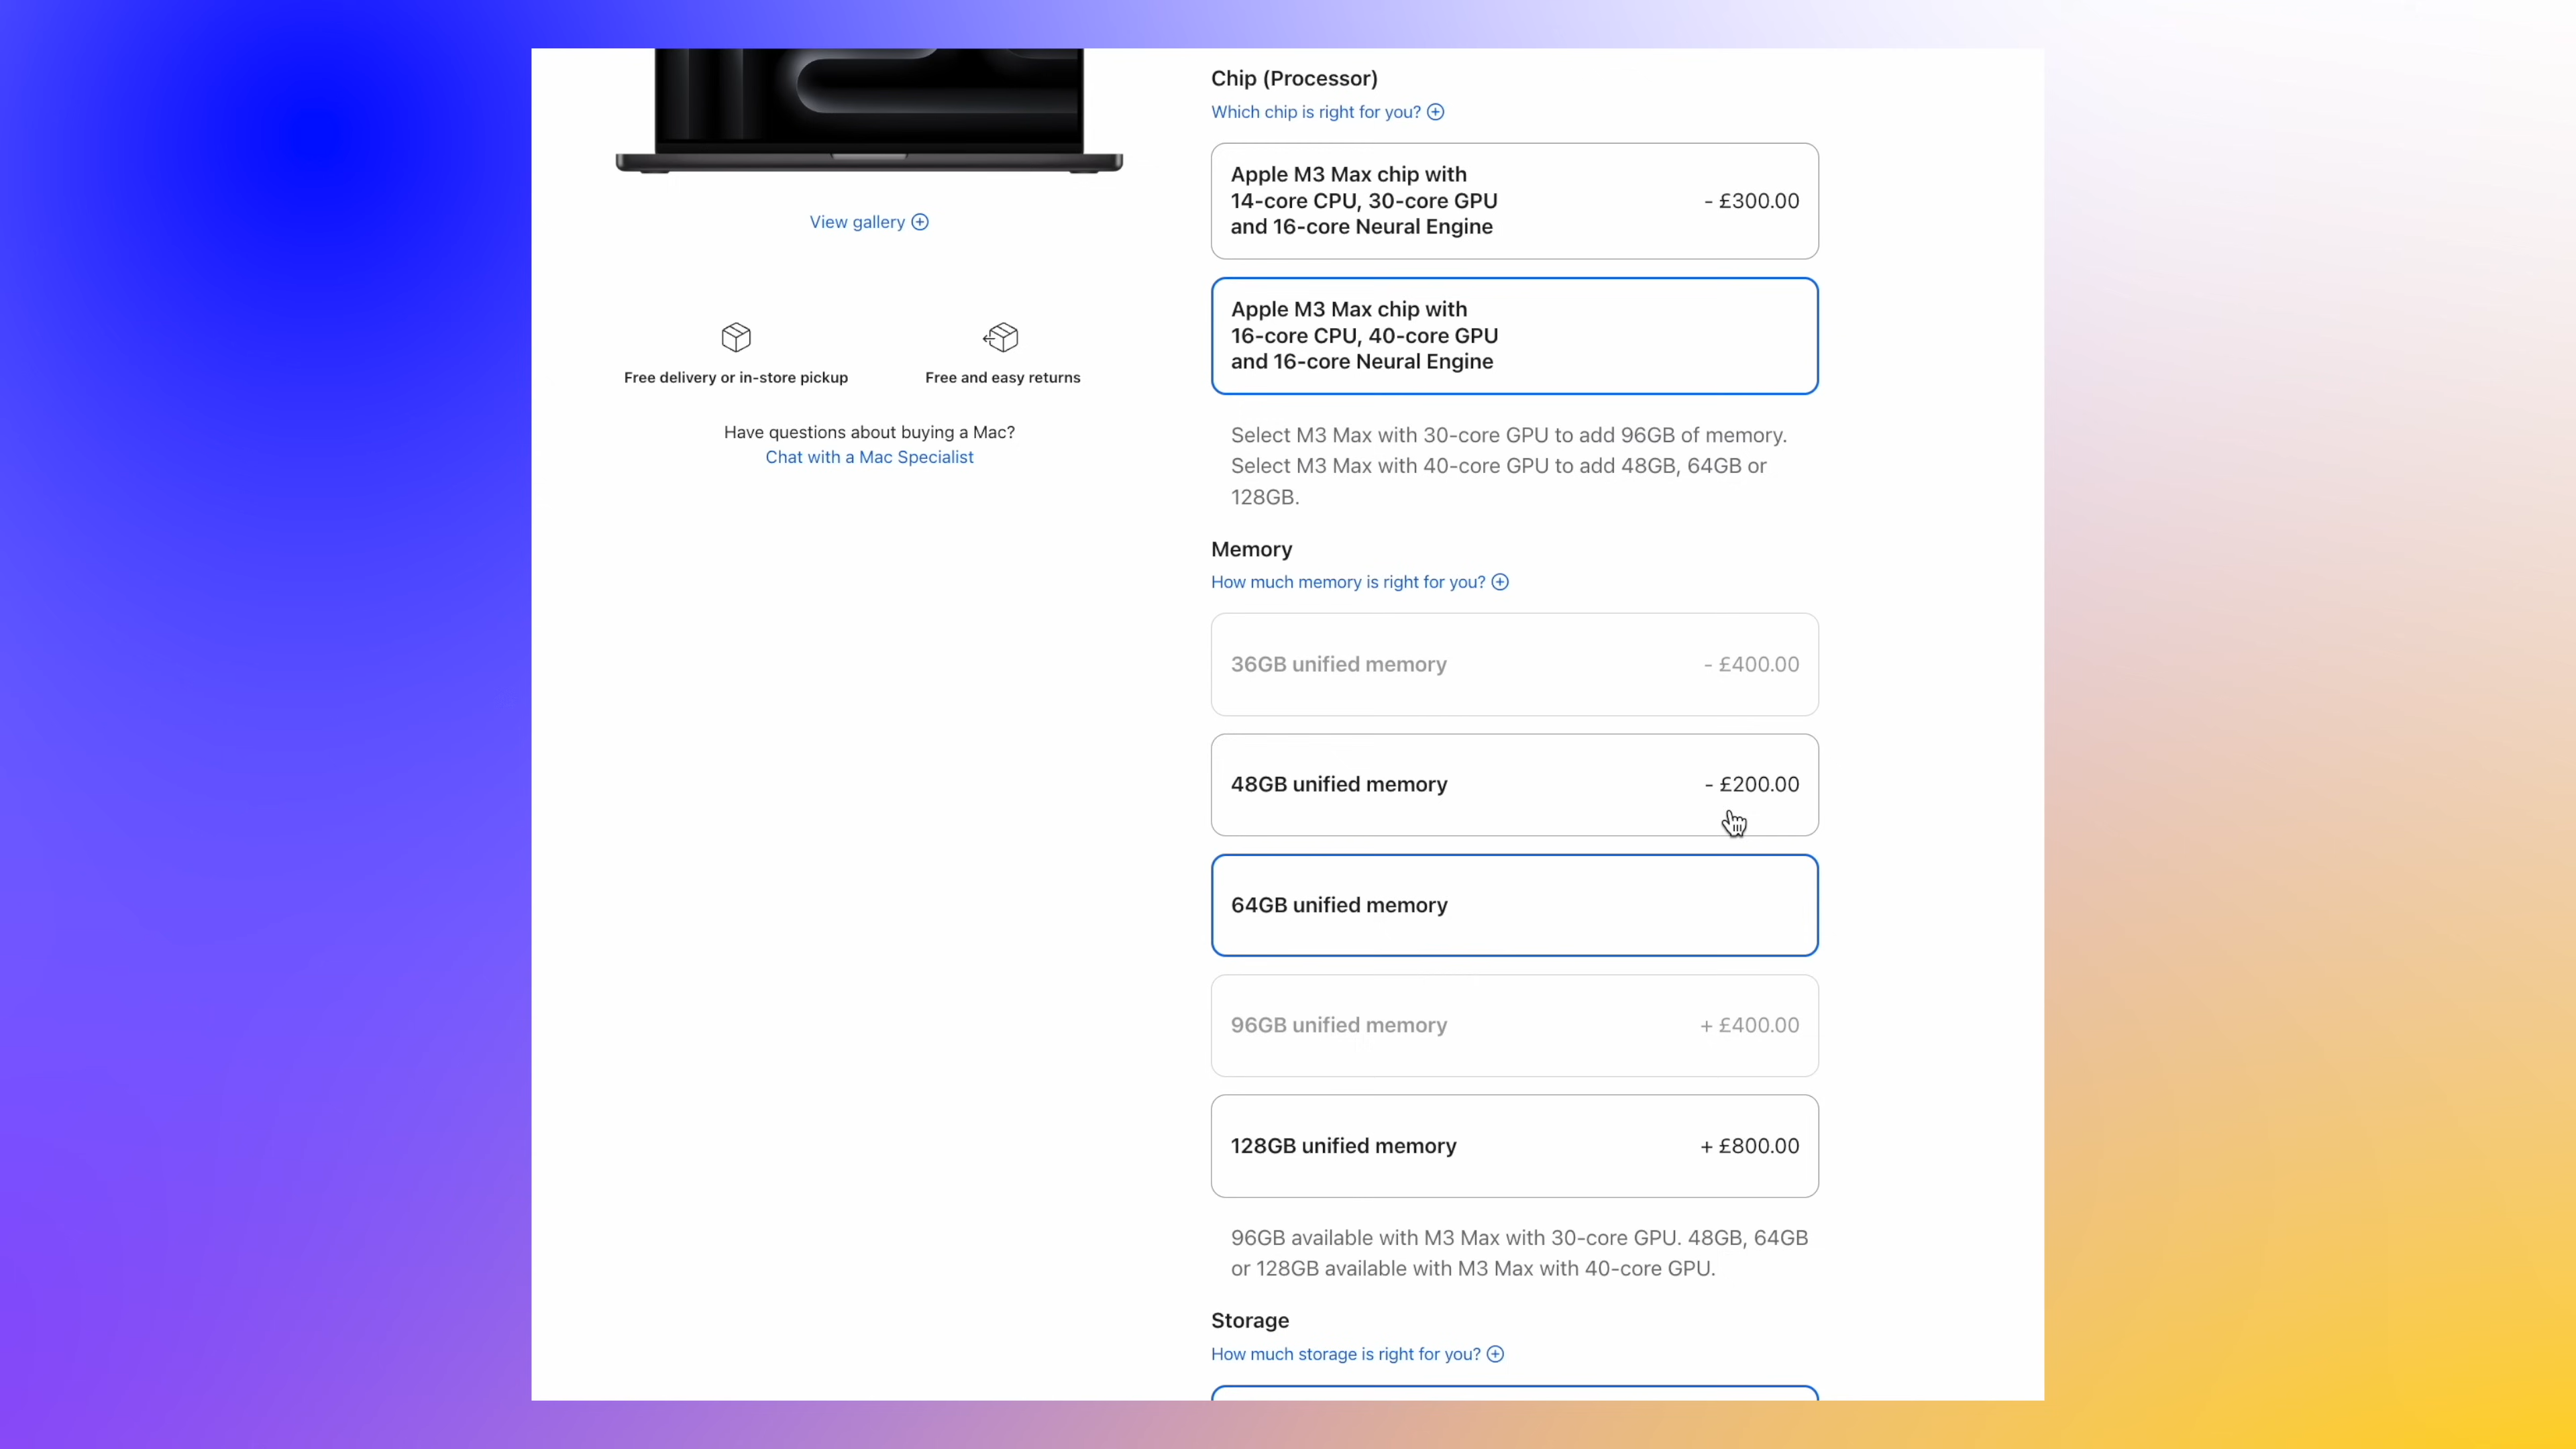 View gallery
Free delivery or in-store pickup
Free and easy returns
Have questions about buying a Mac?
Chat with a Mac Specialist
Chip (Processor)
Which chip is right for you?
Apple M3 Max chip with
14-core CPU, 30-core GPU
and 16-core Neural Engine
- £300.00
Apple M3 Max chip with
16-core CPU, 40-core GPU
and 16-core Neural Engine
Select M3 Max with 30-core GPU to add 96GB of memory.
Select M3 Max with 40-core GPU to add 48GB, 64GB or
128GB.
Memory
How much memory is right for you?
36GB unified memory - £400.00
48GB unified memory - £200.00
64GB unified memory
96GB unified memory + £400.00
128GB unified memory + £800.00
96GB available with M3 Max with 30-core GPU. 48GB, 64GB
or 128GB available with M3 Max with 40-core GPU.
Storage
How much storage is right for you?